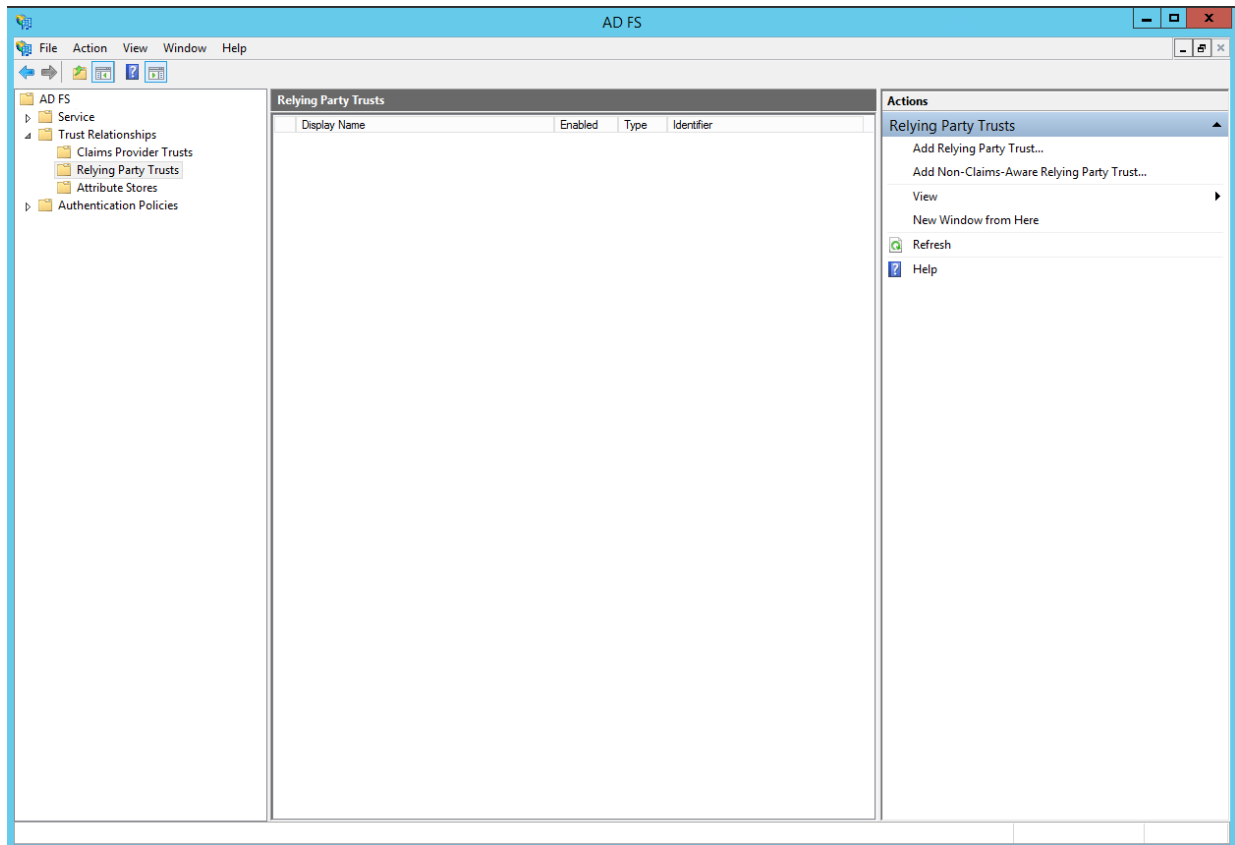 AD FS
File Action View Window Help
AD FS
Service
Trust Relationships
Claims Provider Trusts
Relying Party Trusts
Attribute Stores
Authentication Policies
Relying Party Trusts
Display Name Enabled Type Identifier
Actions
Relying Party Trusts
Add Relying Party Trust...
Add Non-Claims-Aware Relying Party Trust...
View
New Window from Here
Refresh
Help